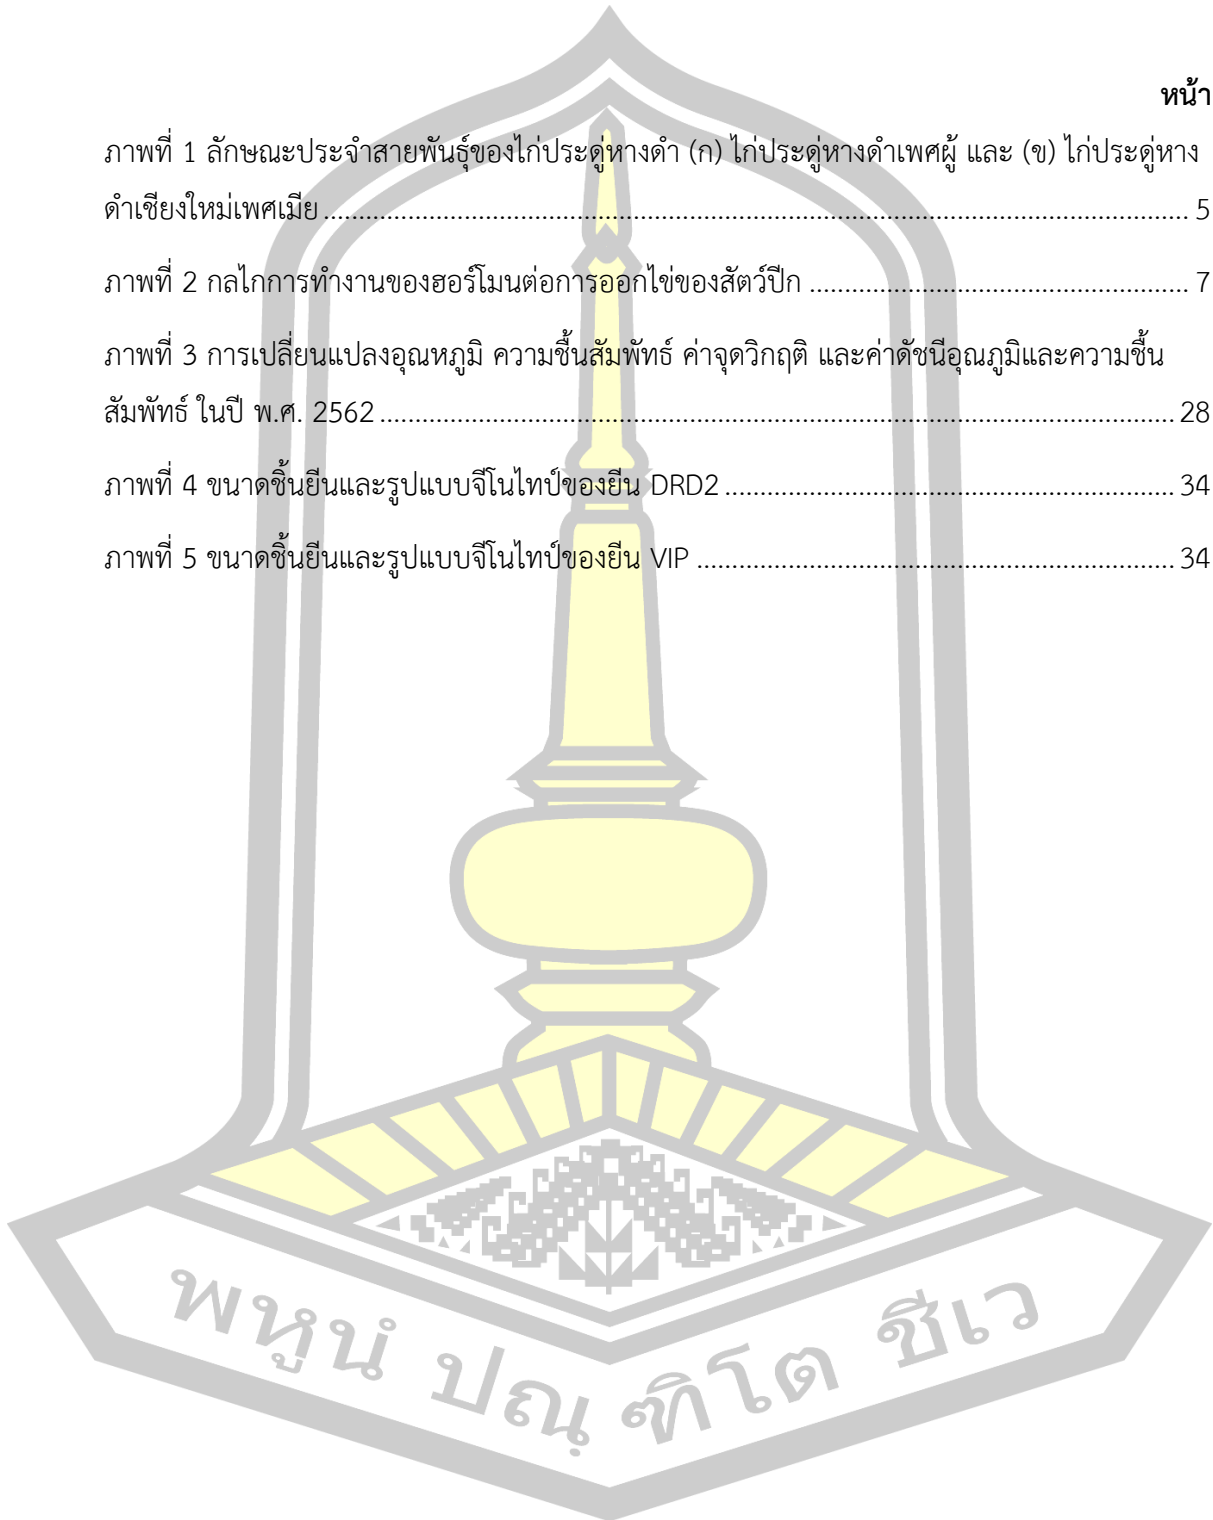 หน้า
ภาพที่ 1 ลักษณะประจำสายพันธุ์ของไก่ประดู่หางดำ (ก) ไก่ประดู่หางดำเพศผู้ และ (ข) ไก่ประดู่หาง
ดำเชียงใหม่เพศเมีย ........................................................................................................................ 5
ภาพที่ 2 กลไกการทำงานของฮอร์โมนต่อการออกไข่ของสัตว์ปีก ..................................................... 7
ภาพที่ 3 การเปลี่ยนแปลงอุณหภูมิ ความชื้นสัมพัทธ์ ค่าจุดวิกฤติ และค่าดัชนีอุณภูมิและความชื้น
สัมพัทธ์ ในปี พ.ศ. 2562 .............................................................................................................. 28
ภาพที่ 4 ขนาดชิ้นยีนและรูปแบบจีโนไทป์ของยีน DRD2 ............................................................... 34
ภาพที่ 5 ขนาดชิ้นยีนและรูปแบบจีโนไทป์ของยีน VIP ................................................................... 34
พหูนํ ปณฺฑิโต ชีเว